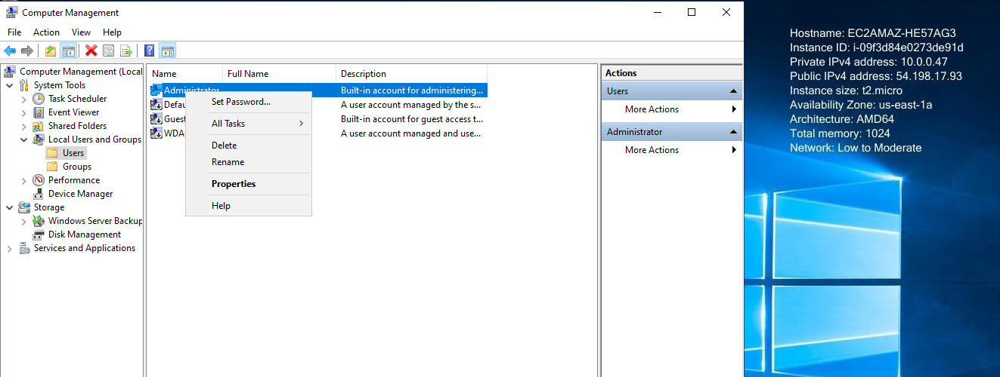 Computer Management
File Action View Help
Computer Management (Local
System Tools
Task Scheduler
Event Viewer
Shared Folders
Local Users and Groups
Users
Groups
Performance
Device Manager
Storage
Windows Server Backup
Disk Management
Services and Applications
Name Full Name Description
Administrator Built-in account for administering...
Defau A user account managed by the s...
Guest Built-in account for guest access t...
WDA A user account managed and use...
Set Password...
All Tasks
Delete
Rename
Properties
Help
Actions
Users
More Actions
Administrator
More Actions
Hostname: EC2AMAZ-HE57AG3
Instance ID: i-09f3d84e0273de91d
Private IPv4 address: 10.0.0.47
Public IPv4 address: 54.198.17.93
Instance size: t2.micro
Availability Zone: us-east-1a
Architecture: AMD64
Total memory: 1024
Network: Low to Moderate